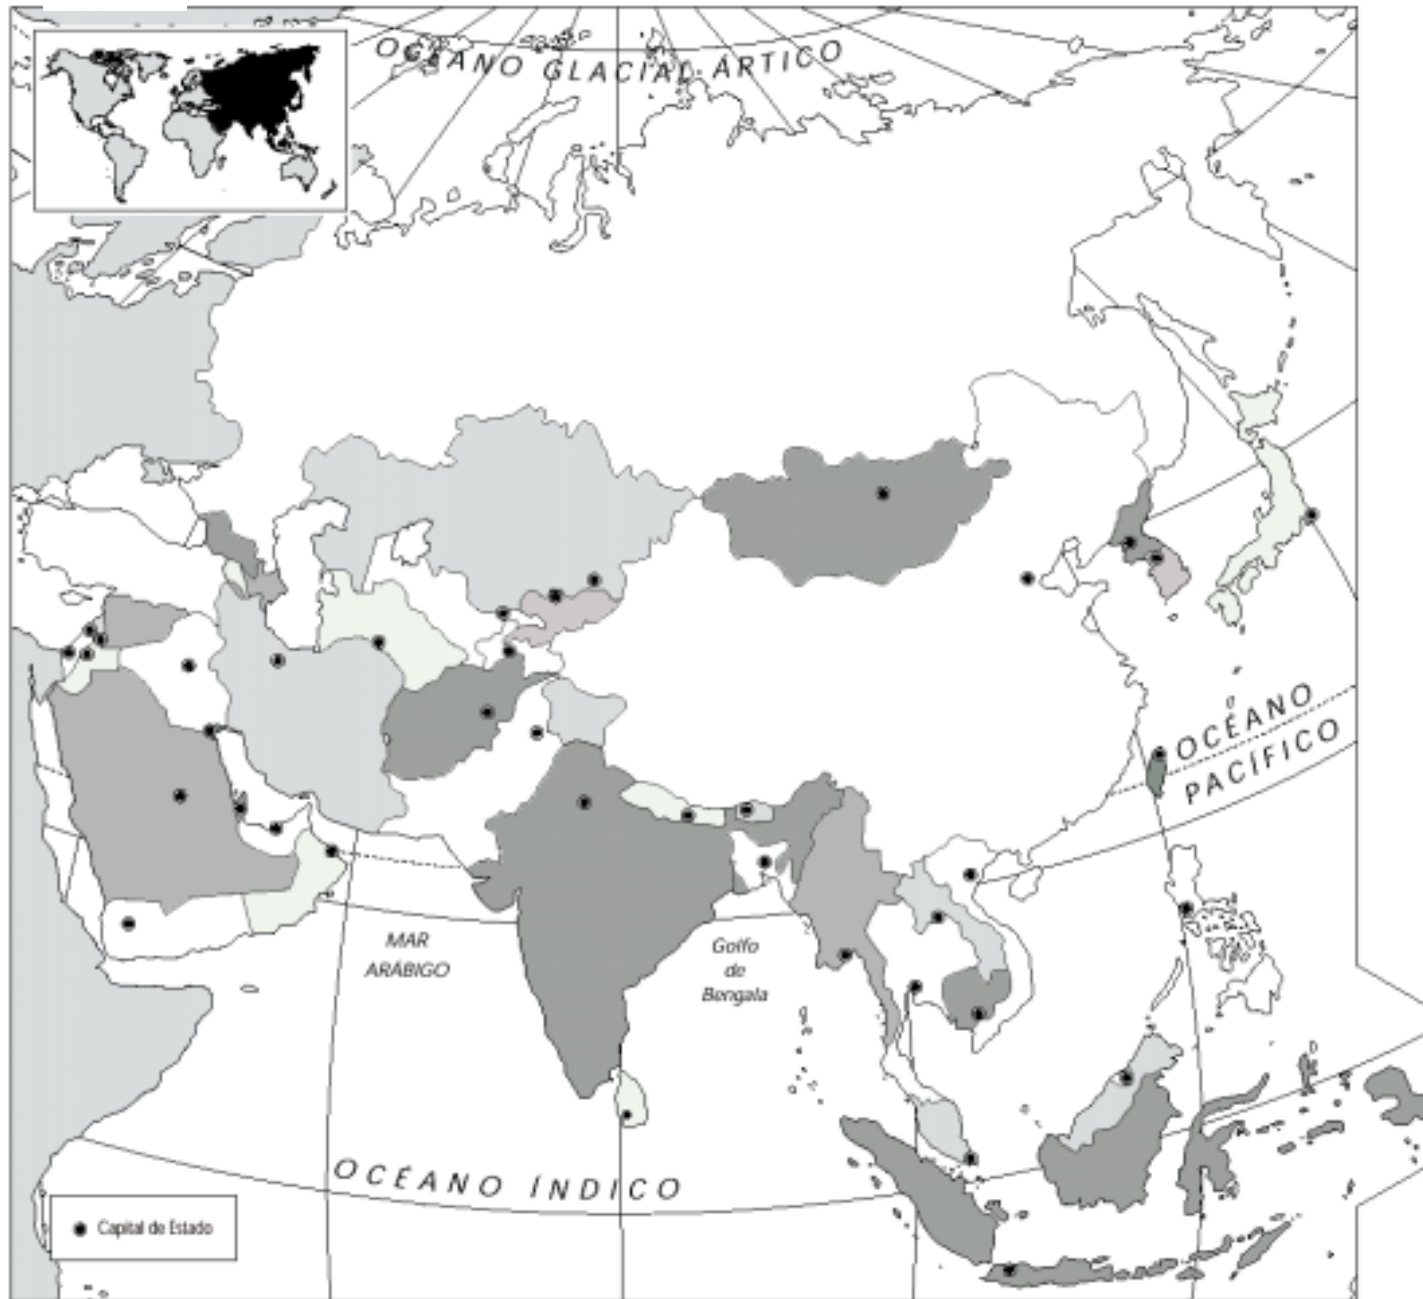 OCÉANO GLACIAL ÁRTICO
OCÉANO
PACÍFICO
MAR
ARÁBIGO
Golfo
de
Bengala
OCÉANO ÍNDICO
Capital de Estado